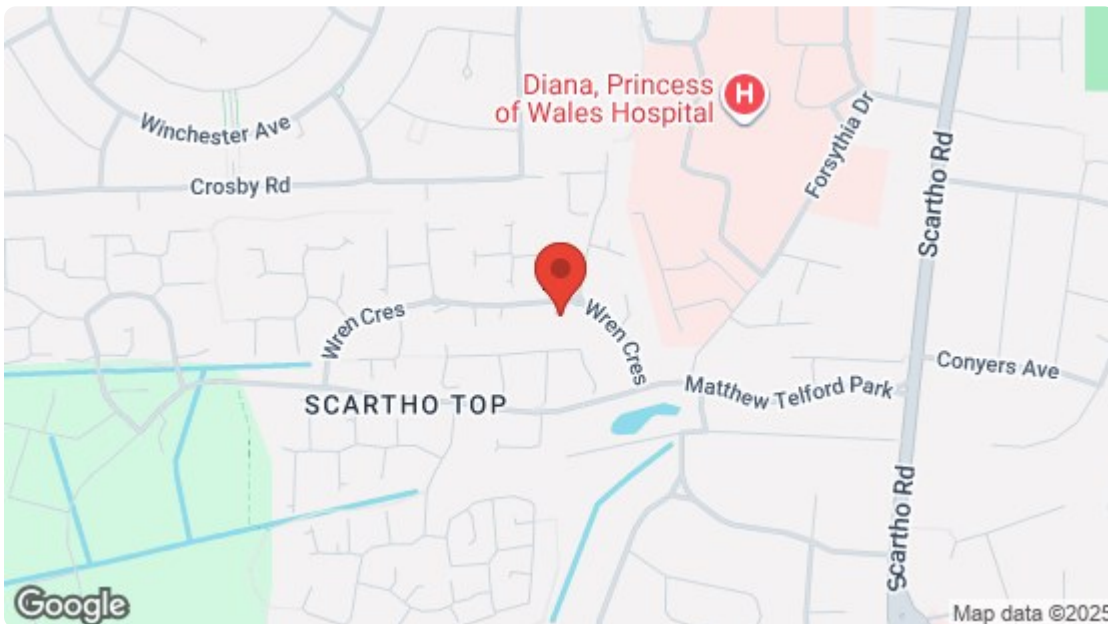 Diana, Princess
of Wales Hospital
H
Forsythia Dr
Winchester Ave
Scartho Rd
Crosby Rd
Wren Cres
Wren Cres
Conyers Ave
Matthew Telford Park
SCARTHO TOP
Scartho Rd
Google
Map data ©2025